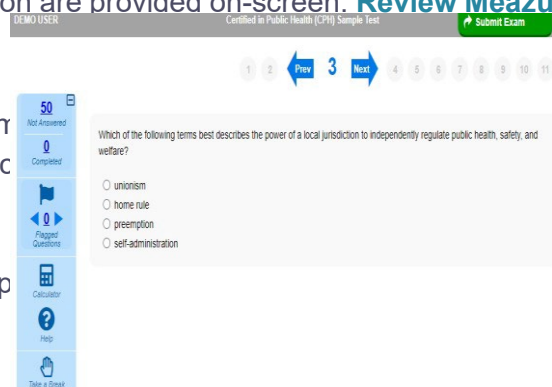 ion are provided on-screen. Review Meazu
DEMO USER Certified in Public Health (CPH) Sample Test Submit Exam
1 2 Prev 3 Next 4 5 6 7 8 9 10 11
50
Not Answered
0
Completed
0
Flagged
Questions
Calculator
Help
Take a Break
Which of the following terms best describes the power of a local jurisdiction to independently regulate public health, safety, and
welfare?
unionism
home rule
preemption
self-administration